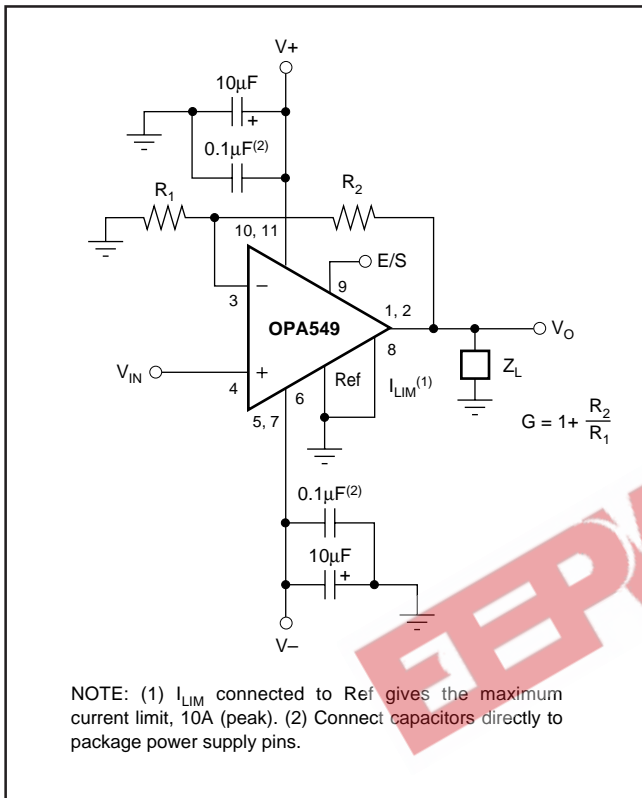 V+
10µF
+
0.1µF(2)
R1
R2
10, 11
E/S
9
−
3
1, 2
OPA549
VO
8
VIN
4
+
Ref
ILIM(1)
ZL
6
5, 7
G = 1+ R2/R1
0.1µF(2)
10µF
+
V−
NOTE: (1) ILIM connected to Ref gives the maximum
current limit, 10A (peak). (2) Connect capacitors directly to
package power supply pins.